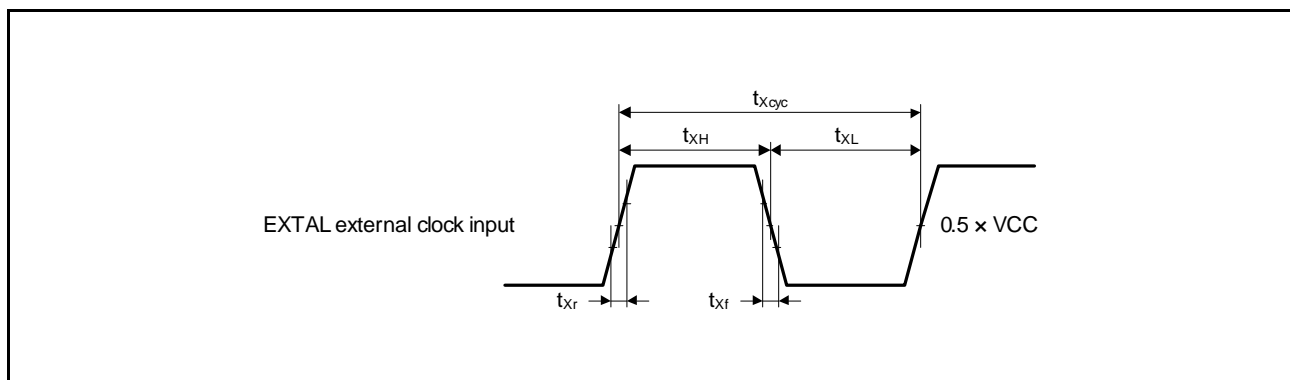 tXcyc
tXH
tXL
EXTAL external clock input
0.5 × VCC
tXr
tXf